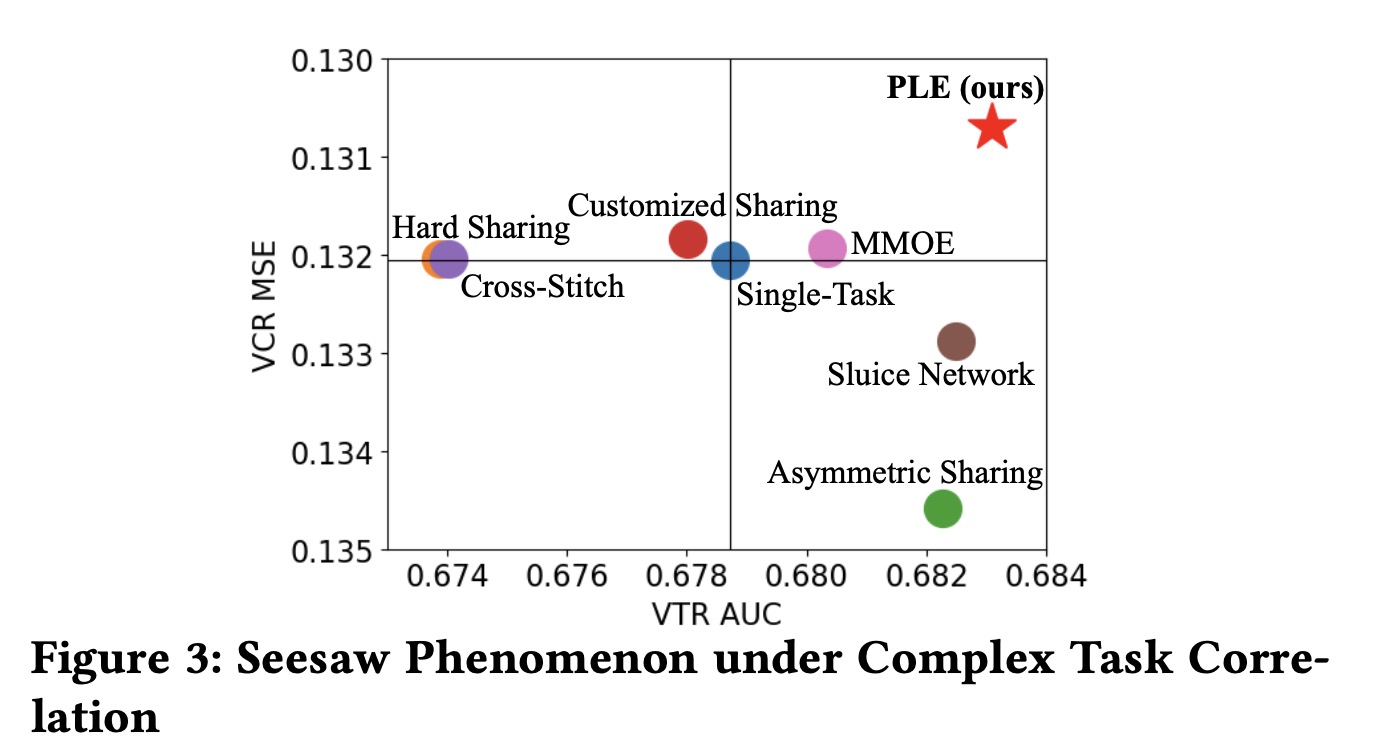 0.130
PLE (ours)
0.131
Customized Sharing
Hard Sharing
MMOE
0.132
Cross-Stitch
Single-Task
VCR MSE
0.133
Sluice Network
0.134
Asymmetric Sharing
0.135
0.674 0.676 0.678 0.680 0.682 0.684
VTR AUC
Figure 3: Seesaw Phenomenon under Complex Task Corre-
lation